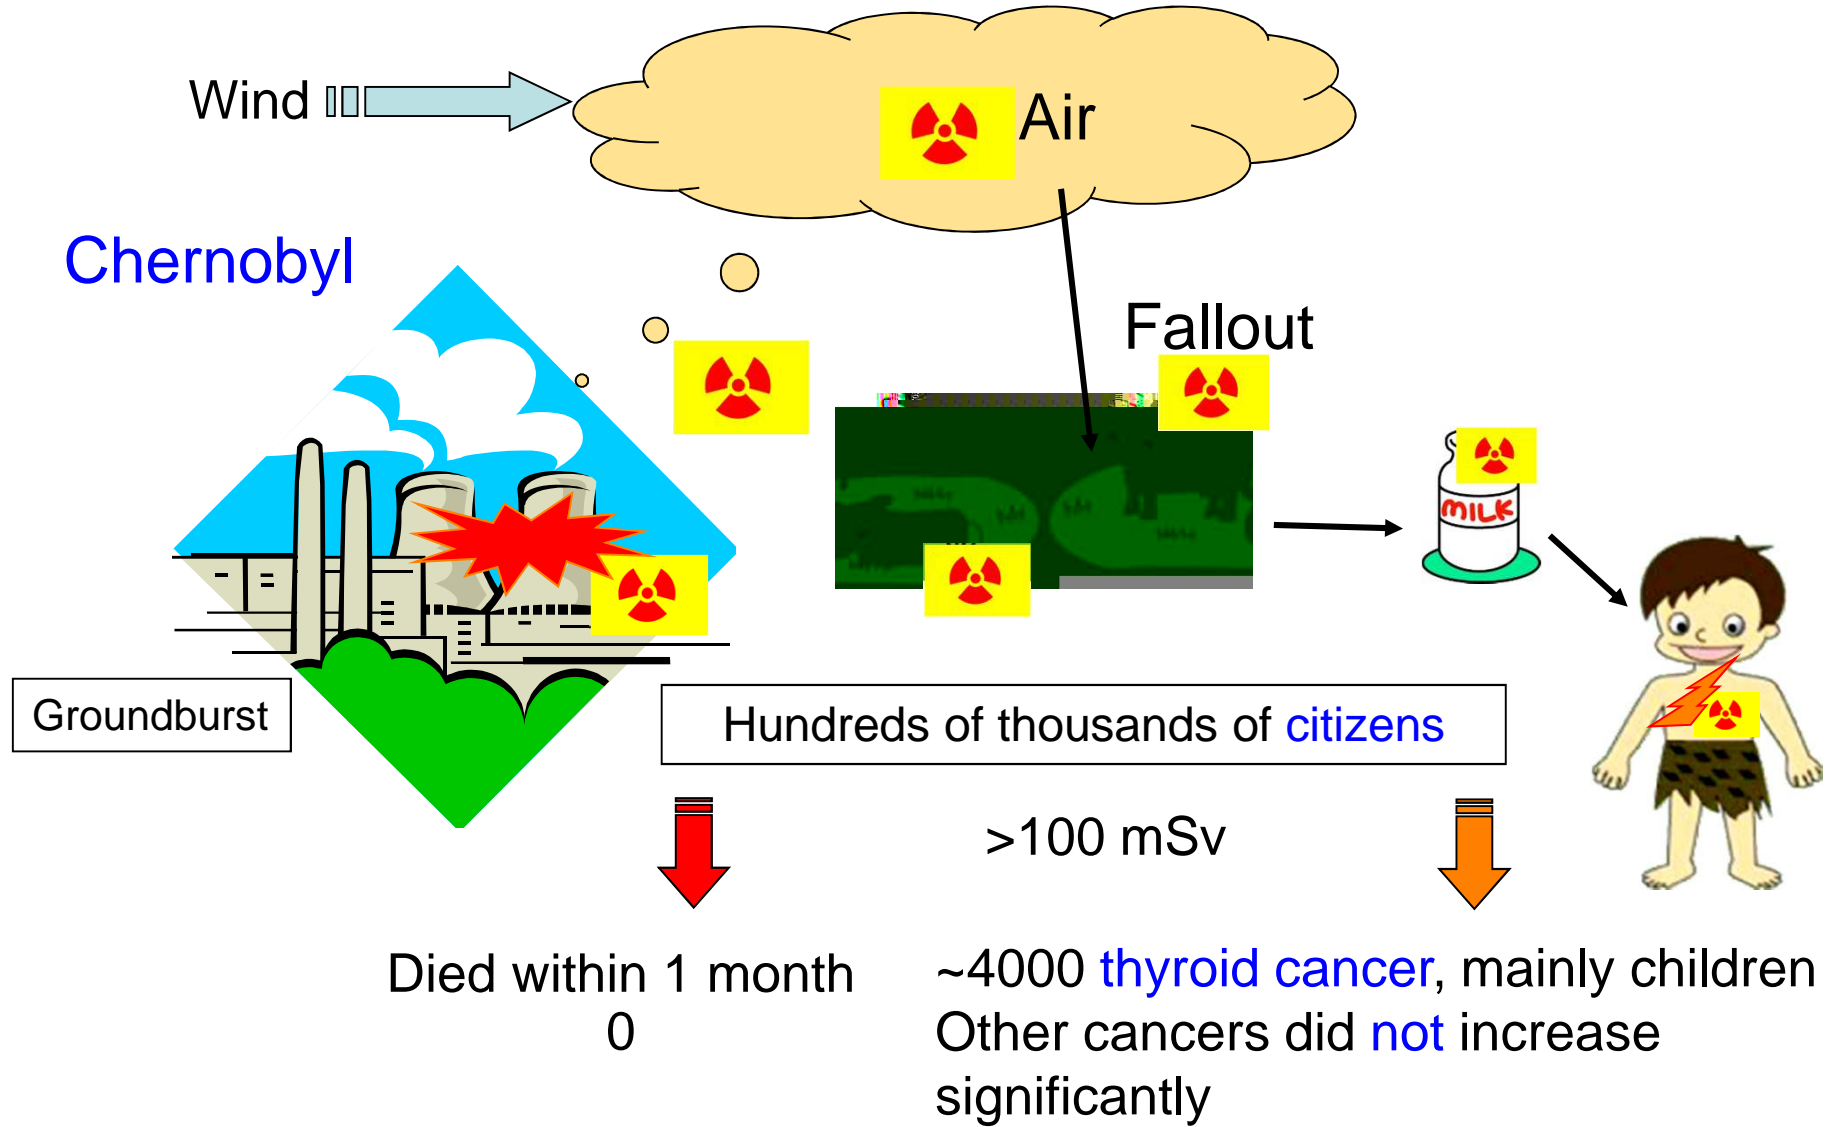 Wind
Air
Chernobyl
Fallout
MILK
Groundburst
Hundreds of thousands of citizens
>100 mSv
Died within 1 month
0
~4000 thyroid cancer, mainly children
Other cancers did not increase
significantly